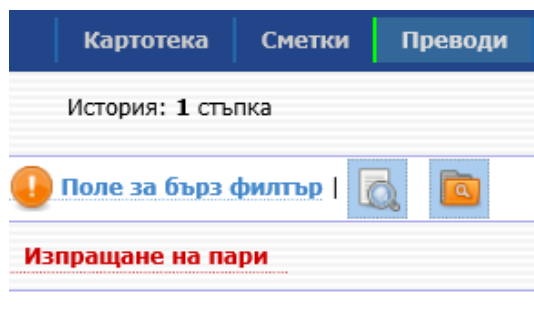 Картотека Сметки Преводи
История: 1 стъпка
Поле за бърз филтър |
Изпращане на пари